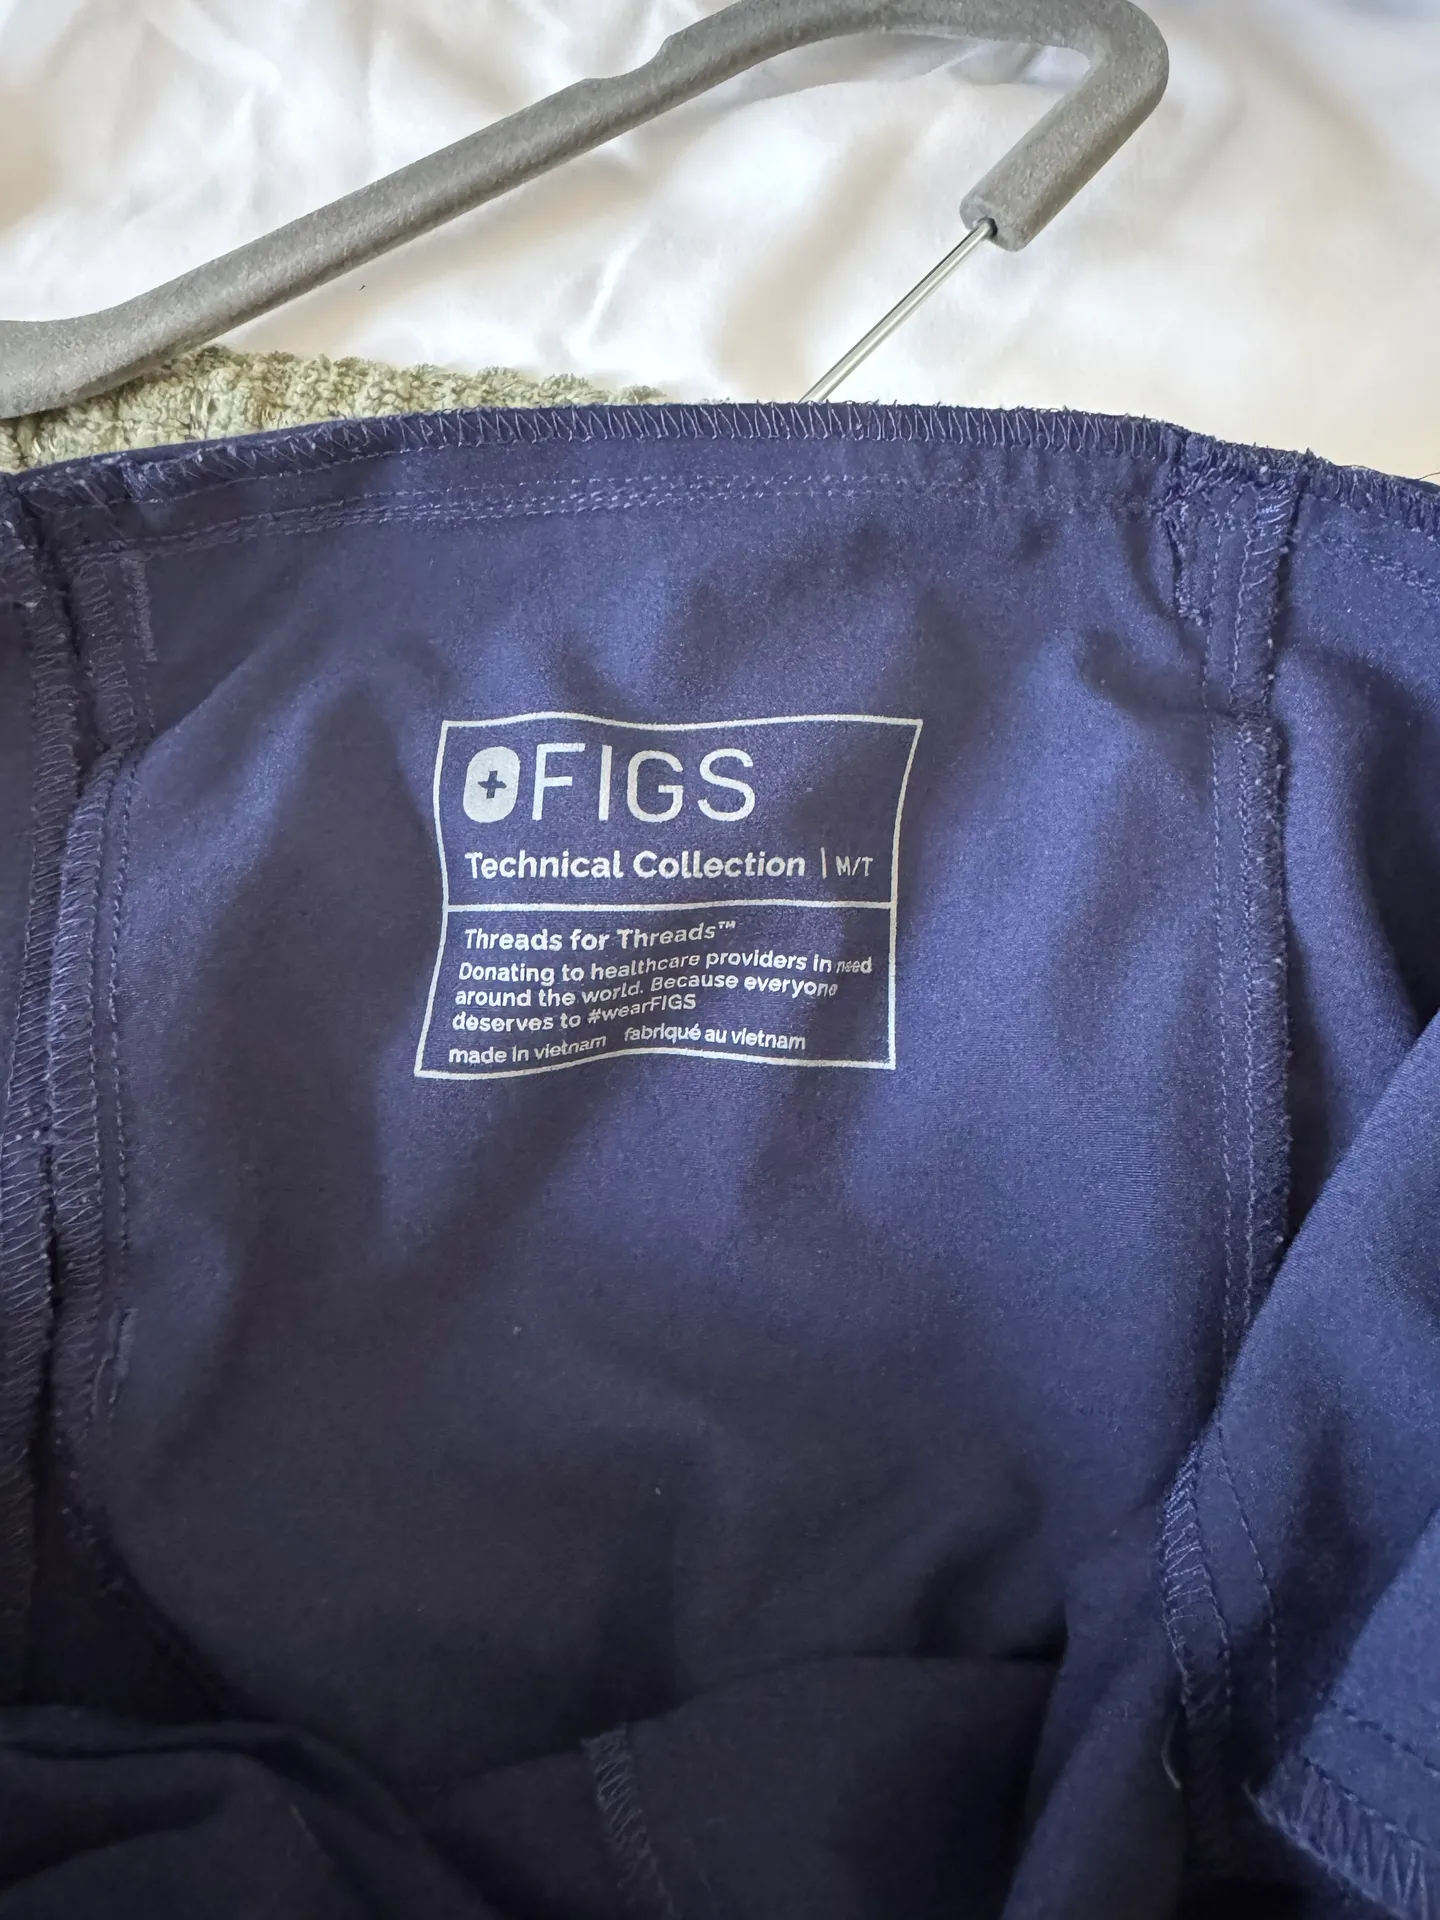 FIGS
Technical Collection | M/T
Threads for Threads™
Donating to healthcare providers in need
around the world. Because everyone
deserves to #wearFIGS
made in vietnam fabriqué au vietnam